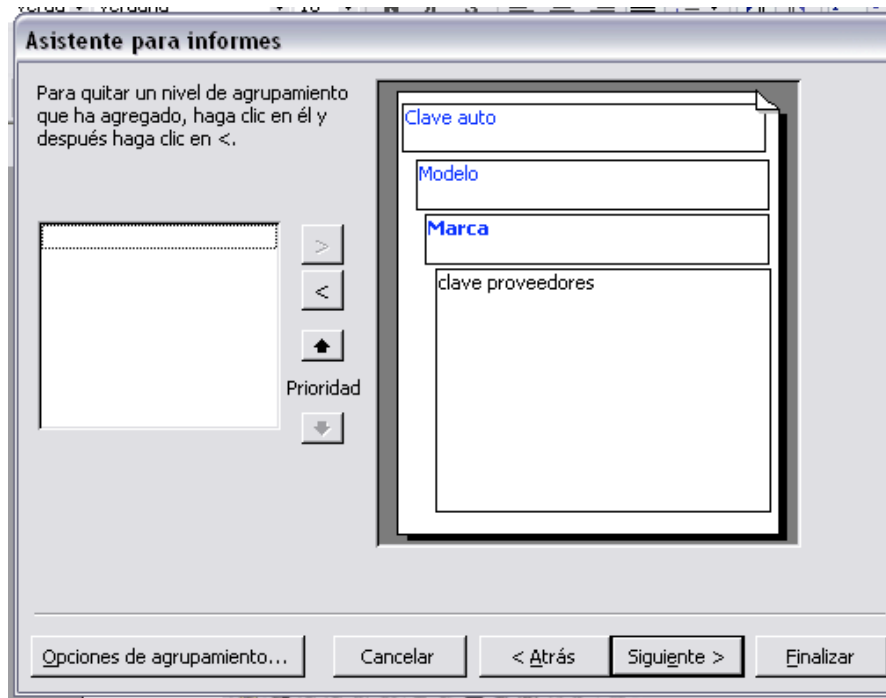 Asistente para informes
Para quitar un nivel de agrupamiento
que ha agregado, haga clic en él y
después haga clic en <.
Clave auto
Modelo
Marca
clave proveedores
>
<
Prioridad
Opciones de agrupamiento...
Cancelar
< Atrás
Siguiente >
Finalizar